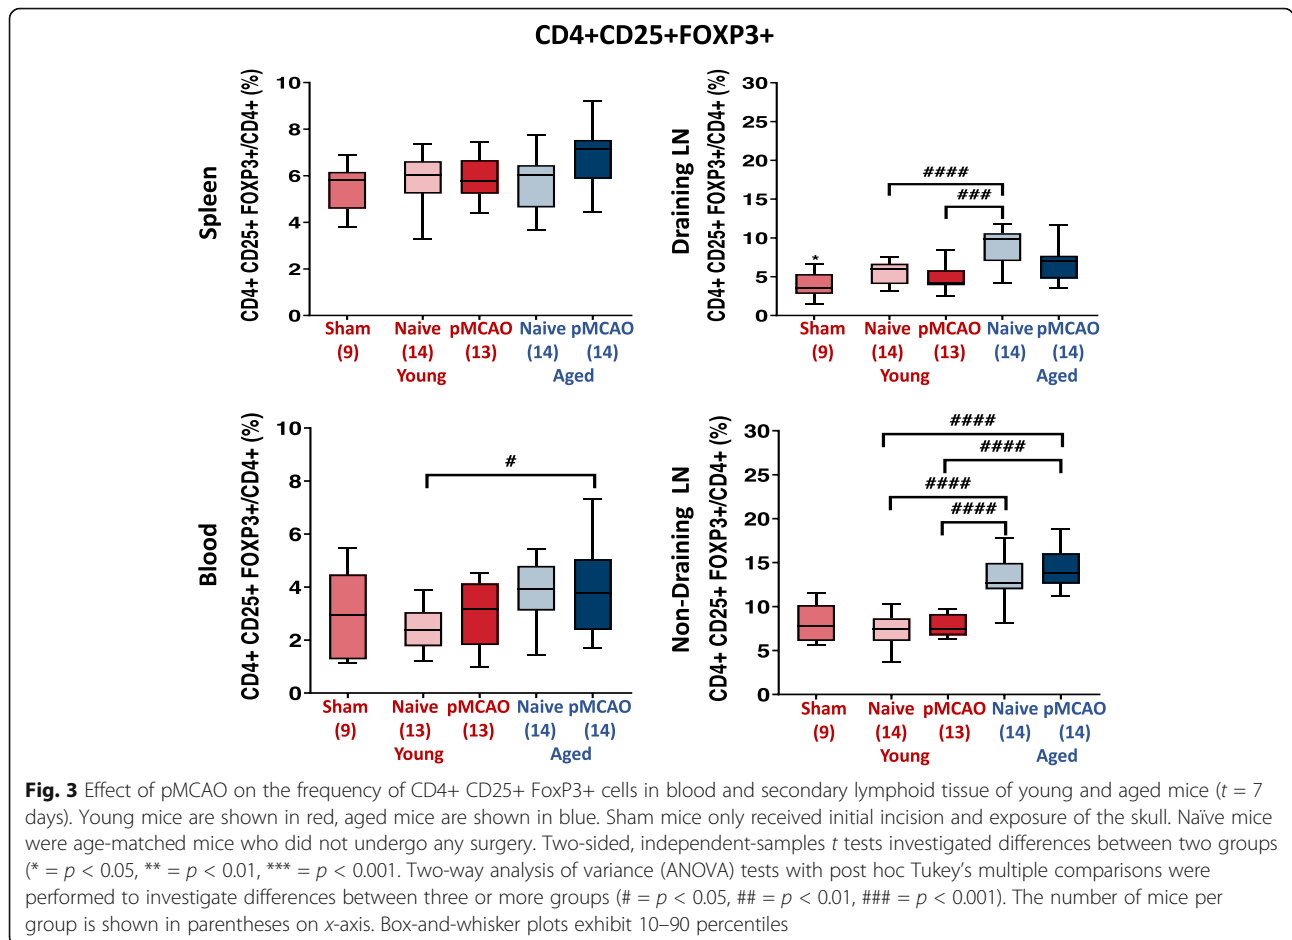 CD4+CD25+FOXP3+
Spleen
CD4+ CD25+ FOXP3+/CD4+ (%)
10
8
6
4
2
0
Sham Naive pMCAO Naive pMCAO
(9) (14) (13) (14) (14)
Young Aged
Draining LN
CD4+ CD25+ FOXP3+/CD4+ (%)
30
25
20
15
10
5
0
####
###
*
Sham Naive pMCAO Naive pMCAO
(9) (14) (13) (14) (14)
Young Aged
Blood
CD4+ CD25+ FOXP3+/CD4+ (%)
10
8
6
4
2
0
#
Sham Naive pMCAO Naive pMCAO
(9) (13) (13) (14) (14)
Young Aged
Non-Draining LN
CD4+ CD25+ FOXP3+/CD4+ (%)
30
25
20
15
10
5
0
####
####
####
####
Sham Naive pMCAO Naive pMCAO
(9) (14) (13) (14) (14)
Young Aged
Fig. 3 Effect of pMCAO on the frequency of CD4+ CD25+ FoxP3+ cells in blood and secondary lymphoid tissue of young and aged mice (t = 7
days). Young mice are shown in red, aged mice are shown in blue. Sham mice only received initial incision and exposure of the skull. Naïve mice
were age-matched mice who did not undergo any surgery. Two-sided, independent-samples t tests investigated differences between two groups
(* = p < 0.05, ** = p < 0.01, *** = p < 0.001. Two-way analysis of variance (ANOVA) tests with post hoc Tukey’s multiple comparisons were
performed to investigate differences between three or more groups (# = p < 0.05, ## = p < 0.01, ### = p < 0.001). The number of mice per
group is shown in parentheses on x-axis. Box-and-whisker plots exhibit 10–90 percentiles